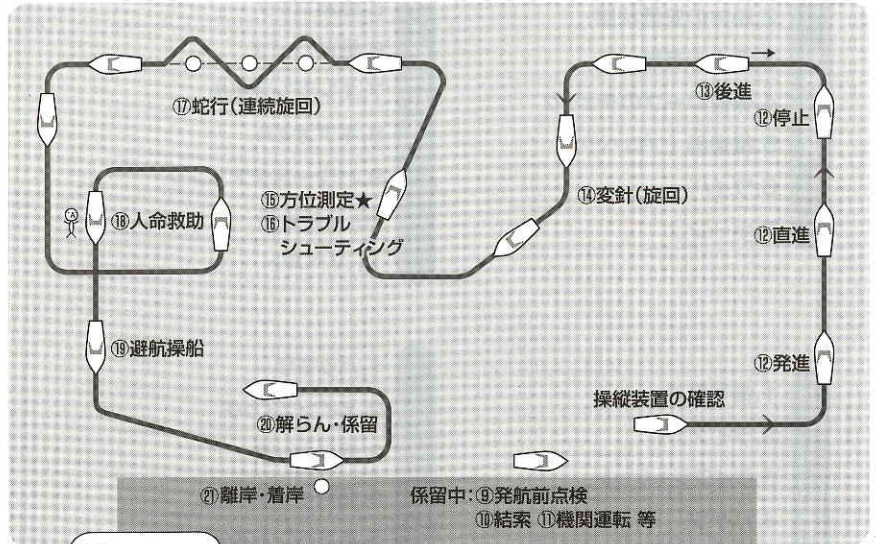 ⑰蛇行(連続旋回)
⑬後進
⑫停止
⑮方位測定★
⑯トラブル
シューティング
⑭変針(旋回)
⑱人命救助
⑫直進
⑲避航操船
⑫発進
操縦装置の確認
⑳解らん・係留
㉑離岸・着岸
係留中:⑨発航前点検
⑩結索 ⑪機関運転 等